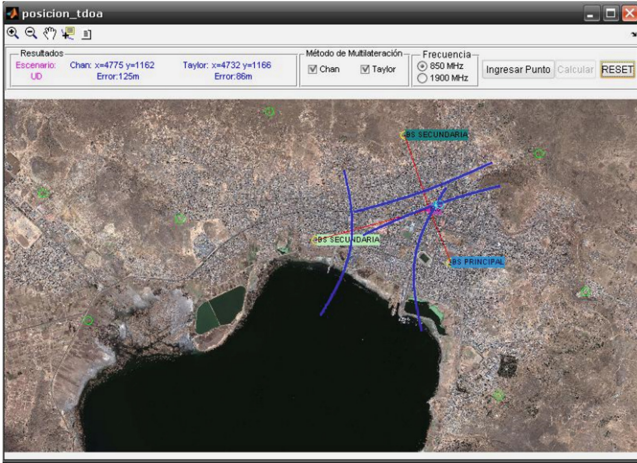 posicion_tdoa
Resultados
Escenario: Chan: x=4775 y=1162 Taylor: x=4732 y=1166
UD Error:125m Error:86m
Método de Multilateración
Chan Taylor
Frecuencia
850 MHz
1900 MHz
Ingresar Punto Calcular RESET
BS SECUNDARIA
BS SECUNDARIA
BS PRINCIPAL